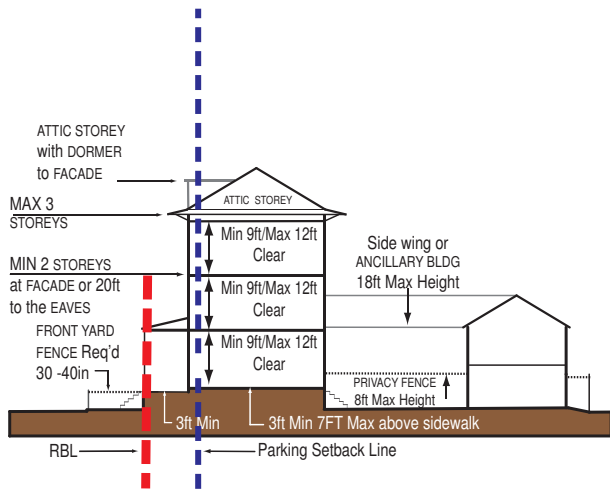 ATTIC STOREY
with DORMER
to FACADE
ATTIC STOREY
MAX 3
STOREYS
Min 9ft/Max 12ft
Clear
Side wing or
ANCILLARY BLDG
18ft Max Height
MIN 2 STOREYS
at FACADE or 20ft
to the EAVES
Min 9ft/Max 12ft
Clear
FRONT YARD
FENCE Req'd
30 -40in
Min 9ft/Max 12ft
Clear
PRIVACY FENCE
8ft Max Height
3ft Min
3ft Min 7FT Max above sidewalk
RBL
Parking Setback Line